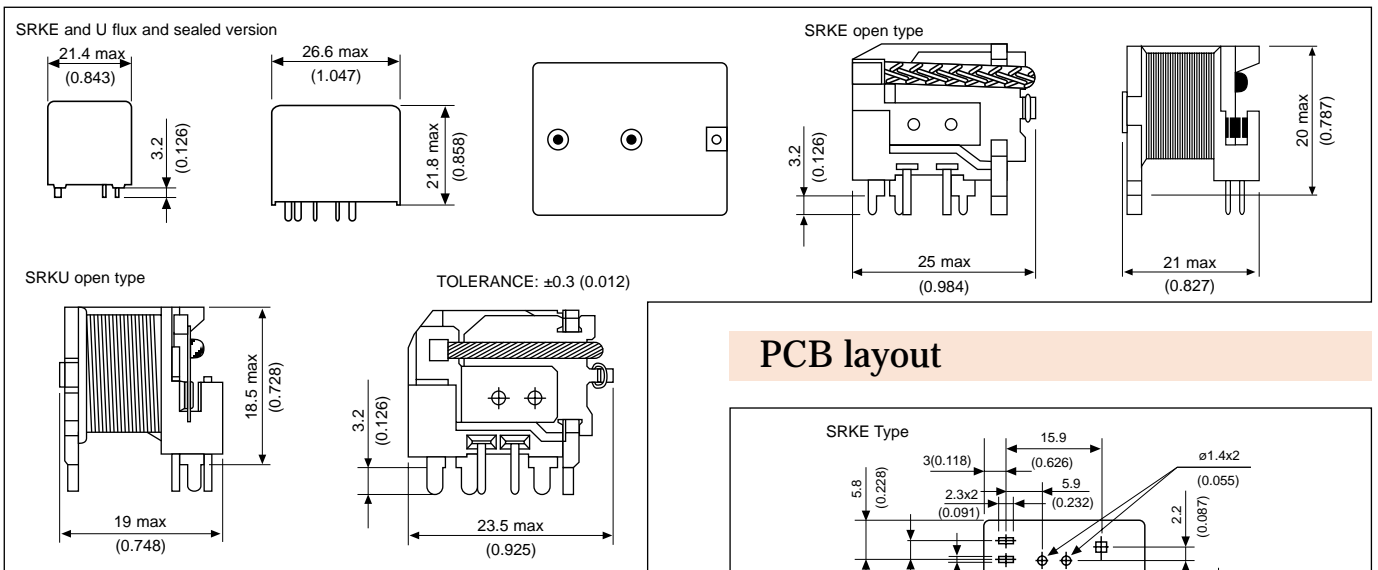 SRKE and U flux and sealed version
21.4 max
(0.843)
3.2
(0.126)
26.6 max
(1.047)
21.8 max
(0.858)
SRKE open type
3.2
(0.126)
25 max
(0.984)
20 max
(0.787)
21 max
(0.827)
SRKU open type
18.5 max
(0.728)
19 max
(0.748)
TOLERANCE: ±0.3 (0.012)
3.2
(0.126)
23.5 max
(0.925)
PCB layout
SRKE Type
15.9
(0.626)
3(0.118)
ø1.4x2
(0.055)
5.8
(0.228)
5.9
(0.232)
2.3x2
(0.091)
2.2
(0.087)